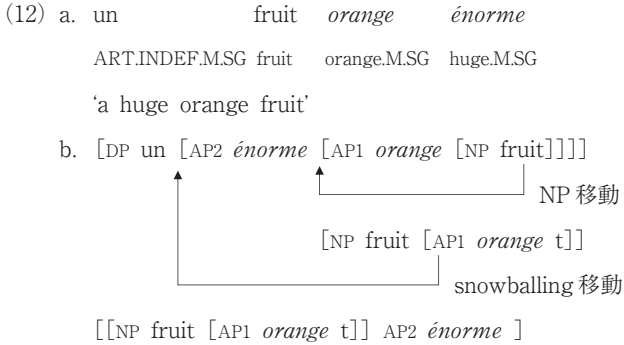 (12) a. un fruit orange énorme
ART.INDEF.M.SG fruit orange.M.SG huge.M.SG
‘a huge orange fruit’
b. [DP un [AP2 énorme [AP1 orange [NP fruit]]]]
NP 移動
[NP fruit [AP1 orange t]]
snowballing 移動
[[NP fruit [AP1 orange t]] AP2 énorme ]